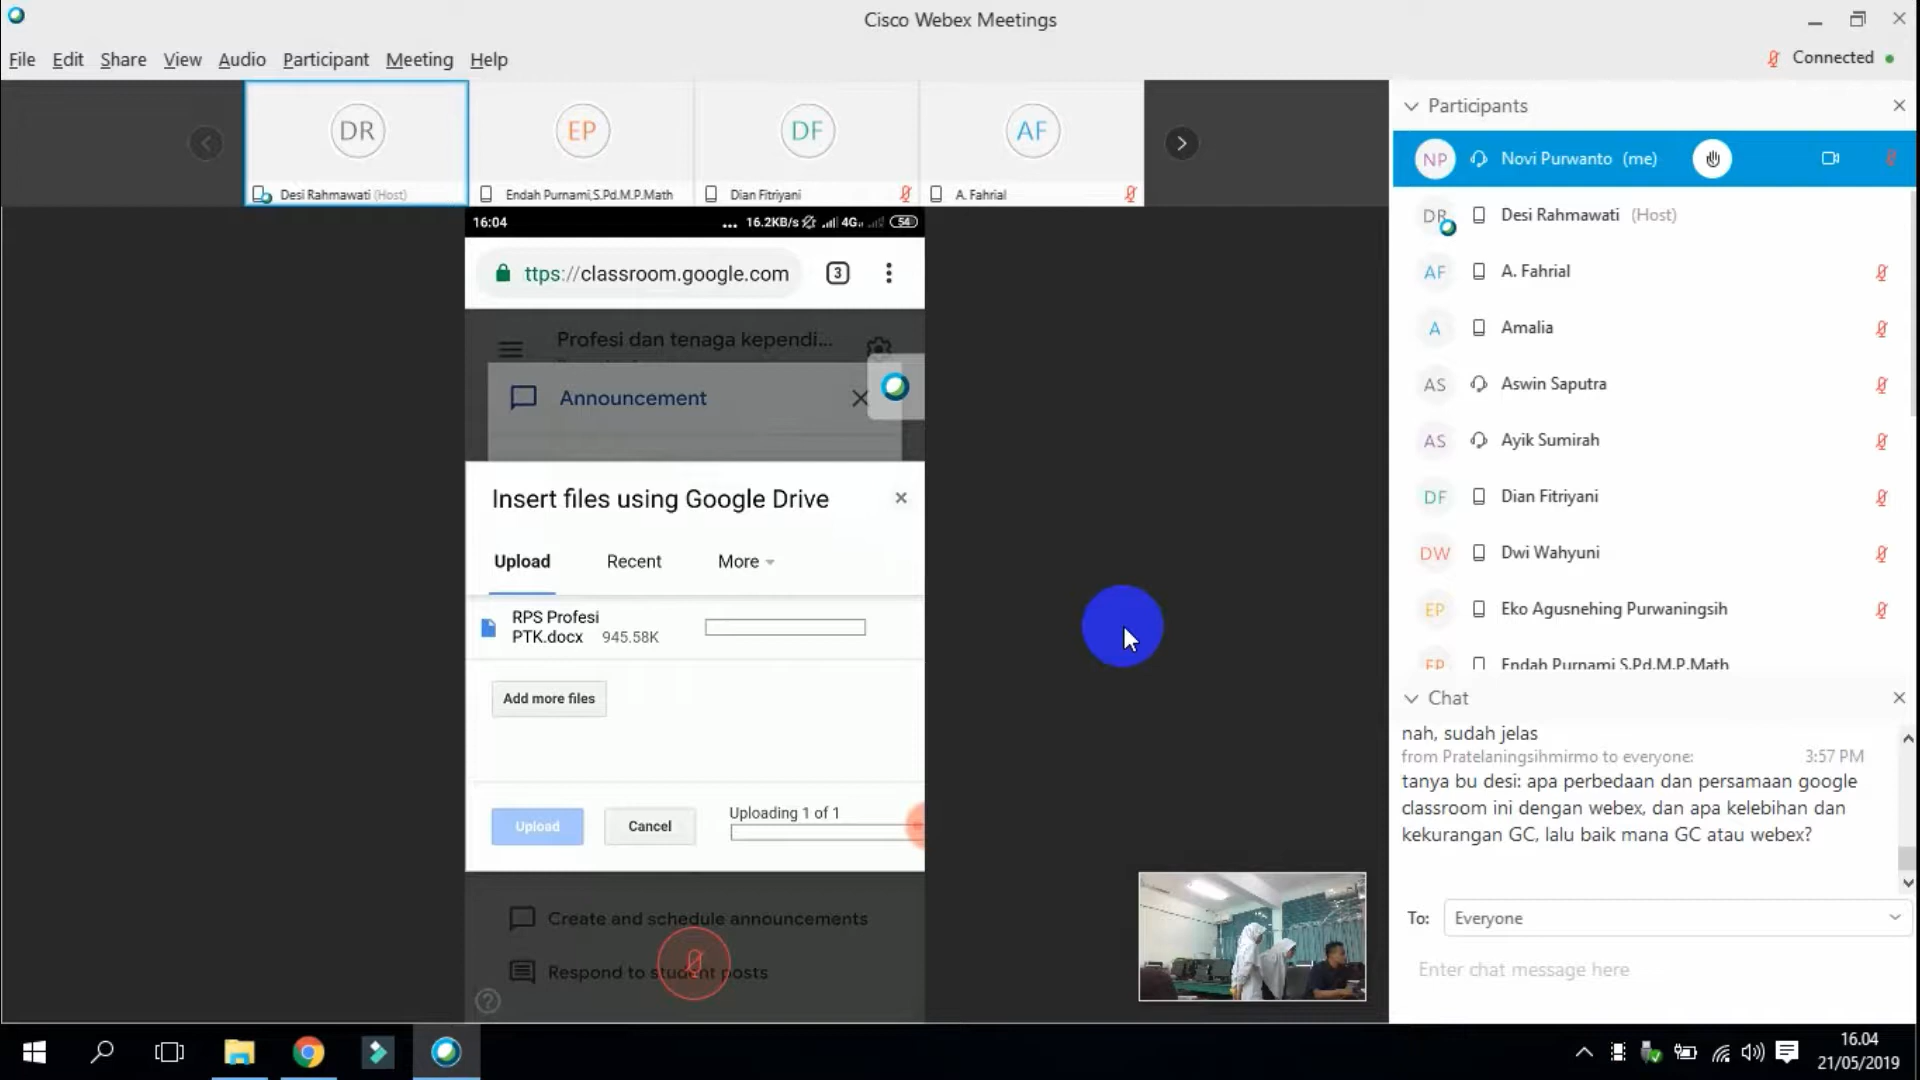 Cisco Webex Meetings
File Edit Share View Audio Participant Meeting Help
Connected
DR
Desi Rahmawati (Host)
EP
Endah Purnami,S.Pd.M.P.Math
DF
Dian Fitriyani
AF
A. Fahrial
16:04
... 16.2KB/s 4G 54
ttps://classroom.google.com
3
Profesi dan tenaga kependi...
Announcement
Insert files using Google Drive
Upload Recent More
RPS Profesi
PTK.docx 945.58K
Add more files
Upload Cancel
Uploading 1 of 1
Create and schedule announcements
Respond to student posts
Participants
NP Novi Purwanto (me)
DR Desi Rahmawati (Host)
AF A. Fahrial
A Amalia
AS Aswin Saputra
AS Ayik Sumirah
DF Dian Fitriyani
DW Dwi Wahyuni
EP Eko Agusnehing Purwaningsih
EP Endah Purnami,S.Pd.M.P.Math
Chat
nah, sudah jelas
from Pratelaningsihmirmo to everyone: 3:57 PM
tanya bu desi: apa perbedaan dan persamaan google
classroom ini dengan webex, dan apa kelebihan dan
kekurangan GC, lalu baik mana GC atau webex?
To: Everyone
Enter chat message here
16.04
21/05/2019